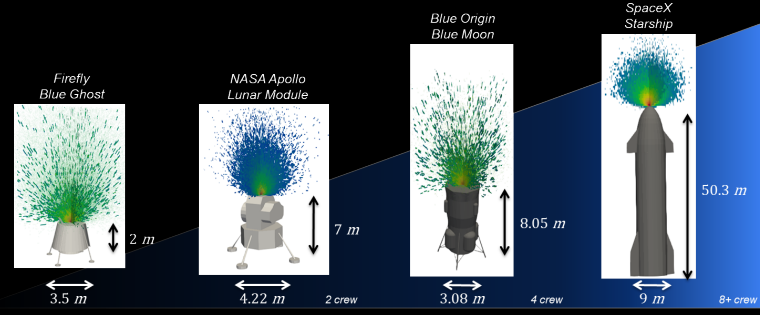 Firefly
Blue Ghost
NASA Apollo
Lunar Module
Blue Origin
Blue Moon
SpaceX
Starship
2 m
7 m
8.05 m
50.3 m
3.5 m
4.22 m
2 crew
3.08 m
4 crew
9 m
8+ crew